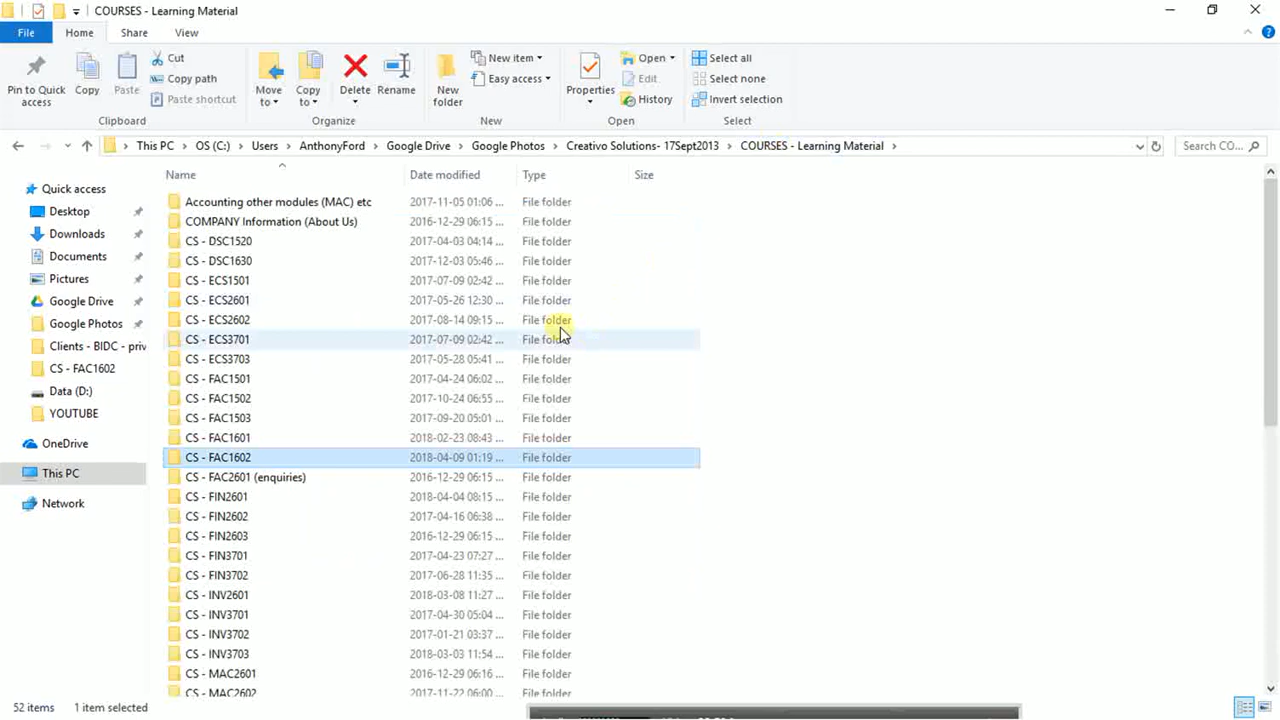 COURSES - Learning Material
File Home Share View
Pin to Quick access
Copy
Paste
Cut
Copy path
Paste shortcut
Clipboard
Move to
Copy to
Delete
Rename
Organize
New folder
New item
Easy access
New
Properties
Open
Edit
History
Open
Select all
Select none
Invert selection
Select
This PC OS (C:) Users AnthonyFord Google Drive Google Photos Creativo Solutions- 17Sept2013 COURSES - Learning Material
Search CO...
Quick access
Desktop
Downloads
Documents
Pictures
Google Drive
Google Photos
Clients - BIDC - priv
CS - FAC1602
Data (D:)
YOUTUBE
OneDrive
This PC
Network
Name Date modified Type Size
Accounting other modules (MAC) etc 2017-11-05 01:06 ... File folder
COMPANY Information (About Us) 2016-12-29 06:15 ... File folder
CS - DSC1520 2017-04-03 04:14 ... File folder
CS - DSC1630 2017-12-03 05:46 ... File folder
CS - ECS1501 2017-07-09 02:42 ... File folder
CS - ECS2601 2017-05-26 12:30 ... File folder
CS - ECS2602 2017-08-14 09:15 ... File folder
CS - ECS3701 2017-07-09 02:42 ... File folder
CS - ECS3703 2017-05-28 05:41 ... File folder
CS - FAC1501 2017-04-24 06:02 ... File folder
CS - FAC1502 2017-10-24 06:55 ... File folder
CS - FAC1503 2017-09-20 05:01 ... File folder
CS - FAC1601 2018-02-23 08:43 ... File folder
CS - FAC1602 2018-04-09 01:19 ... File folder
CS - FAC2601 (enquiries) 2016-12-29 06:15 ... File folder
CS - FIN2601 2018-04-04 08:15 ... File folder
CS - FIN2602 2017-04-16 06:38 ... File folder
CS - FIN2603 2016-12-29 06:15 ... File folder
CS - FIN3701 2017-04-23 07:27 ... File folder
CS - FIN3702 2017-06-28 11:35 ... File folder
CS - INV2601 2018-03-08 11:27 ... File folder
CS - INV3701 2017-04-30 05:04 ... File folder
CS - INV3702 2017-01-21 03:37 ... File folder
CS - INV3703 2018-03-03 11:54 ... File folder
CS - MAC2601 2016-12-29 06:16 ... File folder
CS - MAC2602 2017-11-22 06:00 ... File folder
52 items 1 item selected